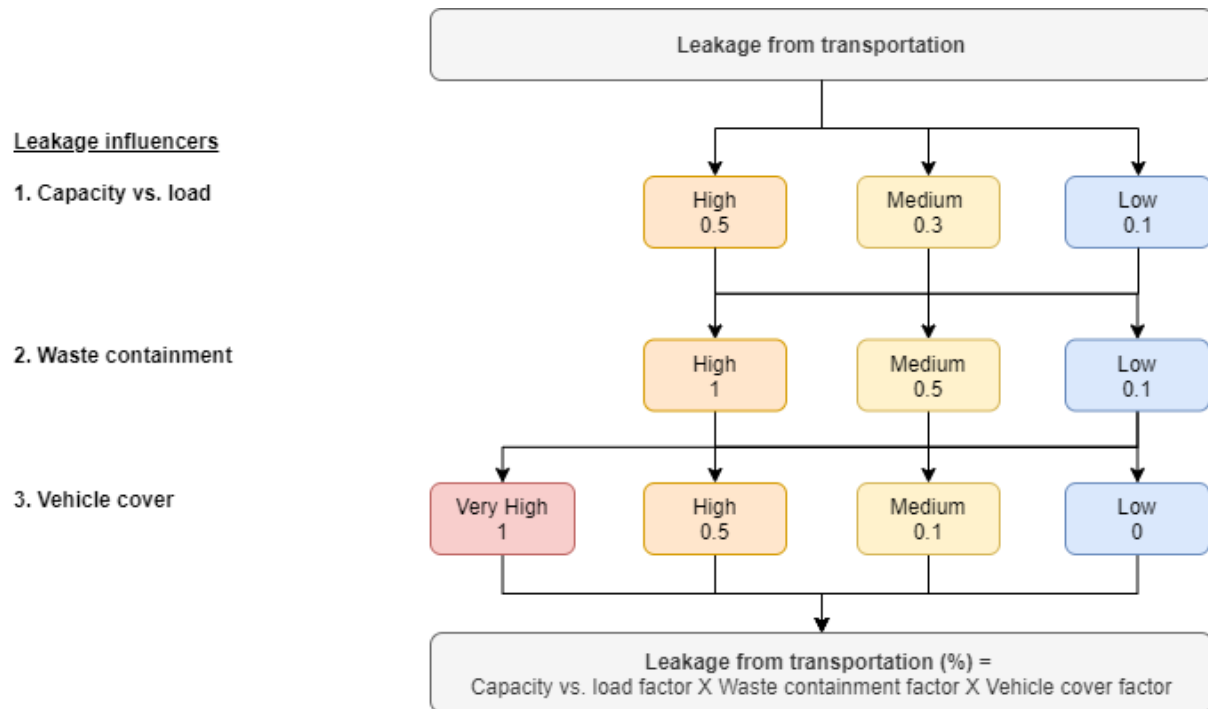 Leakage from transportation
Leakage influencers
1. Capacity vs. load
High
0.5
Medium
0.3
Low
0.1
2. Waste containment
High
1
Medium
0.5
Low
0.1
3. Vehicle cover
Very High
1
High
0.5
Medium
0.1
Low
0
Leakage from transportation (%) =
Capacity vs. load factor X Waste containment factor X Vehicle cover factor